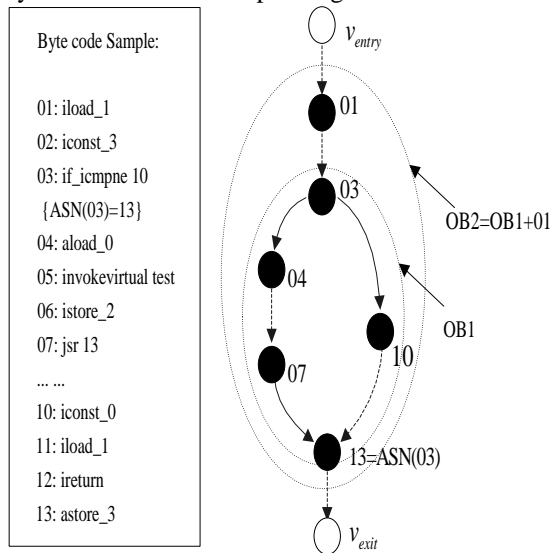 Byte code Sample:
01: iload_1
02: iconst_3
03: if_icmpne 10
{ASN(03)=13}
04: aload_0
05: invokevirtual test
06: istore_2
07: jsr 13
... ...
10: iconst_0
11: iload_1
12: ireturn
13: astore_3
v_entry
01
03
OB2=OB1+01
04
OB1
10
07
13=ASN(03)
v_exit